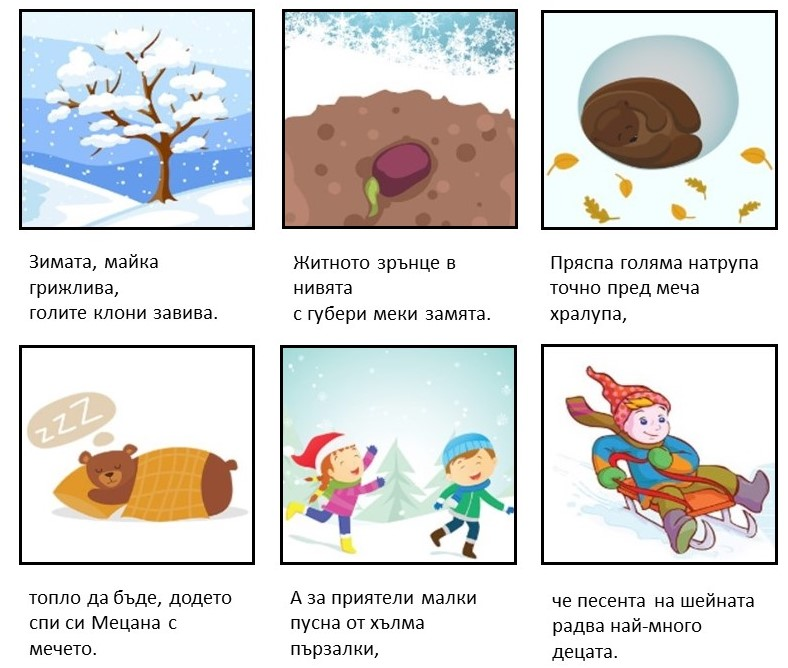 Зимата, майка
грижлива,
голите клони завива.
Житното зрънце в
нивята
с губери меки замята.
Пряспа голяма натрупа
точно пред меча
хралупа,
zzz
топло да бъде, додето
спи си Мецана с
мечето.
А за приятели малки
пусна от хълма
пързалки,
че песента на шейната
радва най-много
децата.